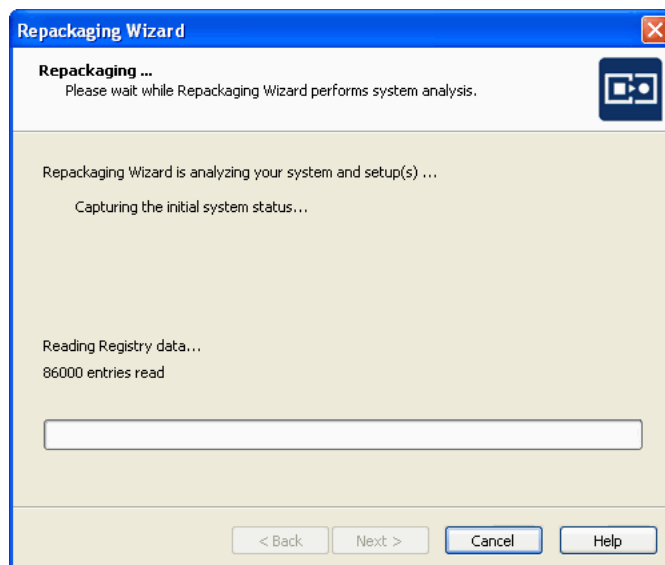 Repackaging Wizard
Repackaging ...
Please wait while Repackaging Wizard performs system analysis.
Repackaging Wizard is analyzing your system and setup(s) ...
Capturing the initial system status...
Reading Registry data...
86000 entries read
< Back Next > Cancel Help